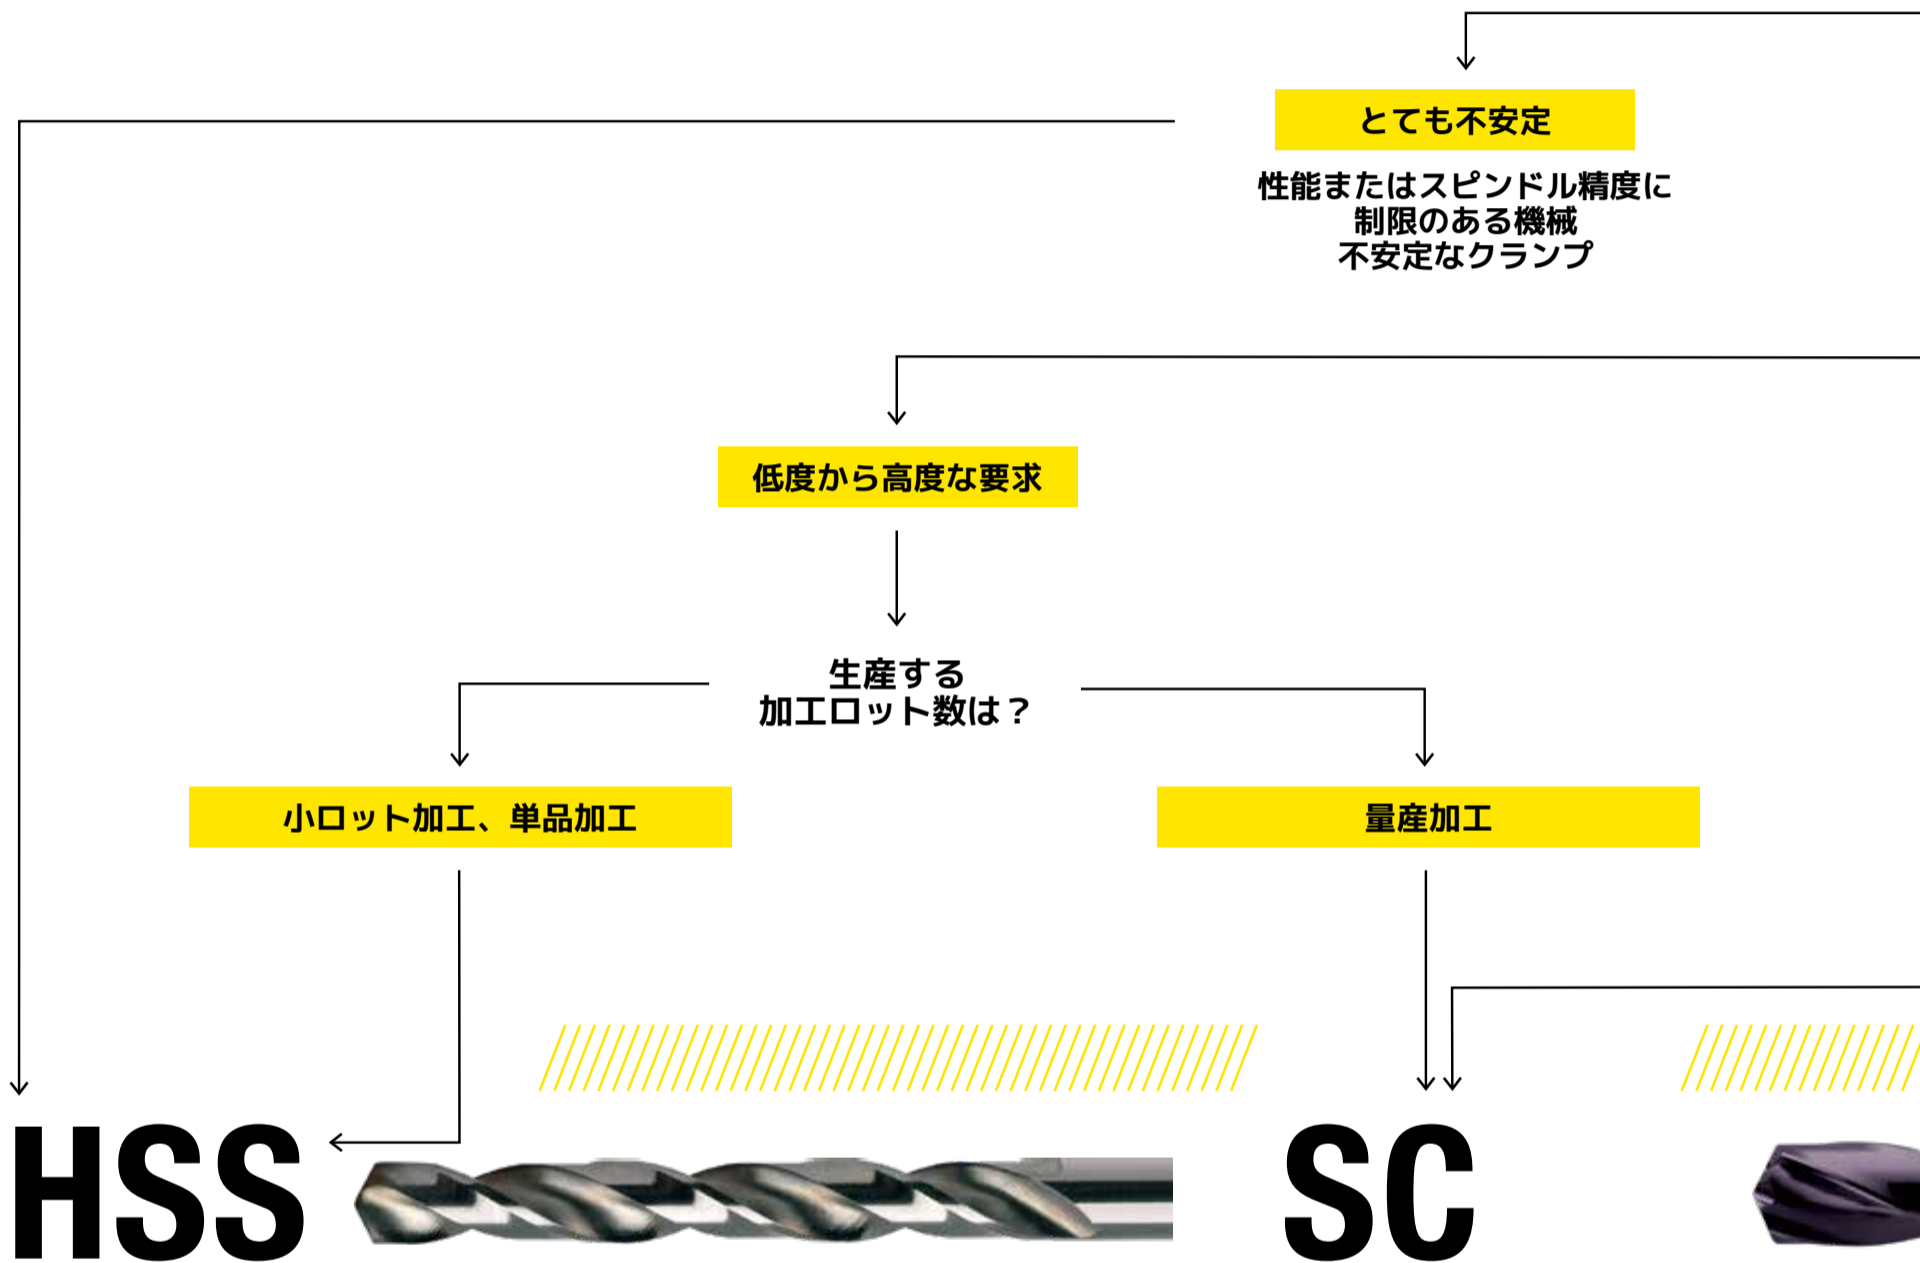 とても不安定
性能またはスピンドル精度に
制限のある機械
不安定なクランプ
低度から高度な要求
生産する
加工ロット数は？
小ロット加工、単品加工
量産加工
HSS
SC